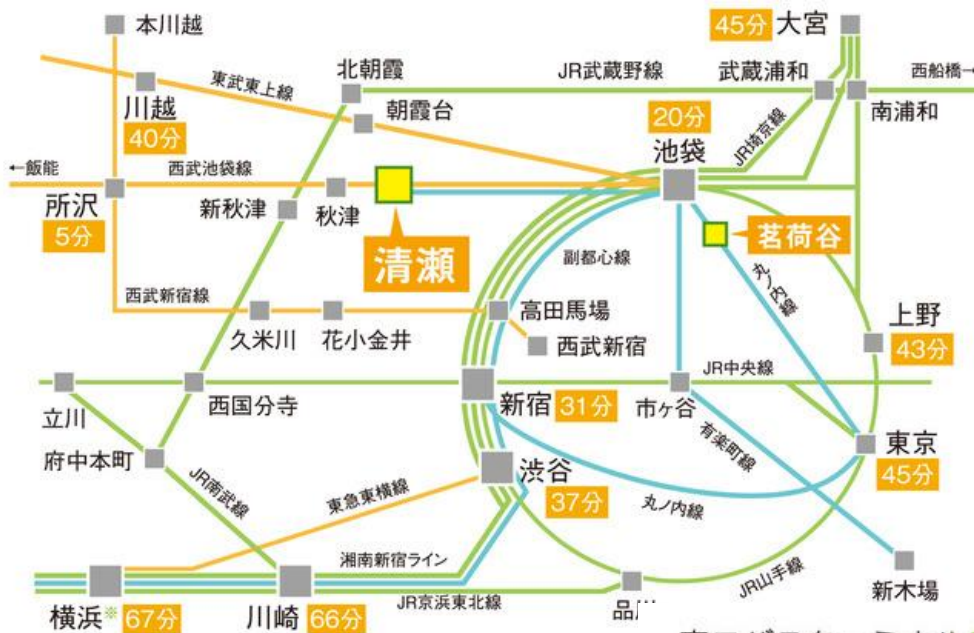 本川越
45分 大宮
北朝霞
JR武蔵野線
武蔵浦和
西船橋→
東武東上線
川越
40分
朝霞台
20分
池袋
JR埼京線
南浦和
←飯能
西武池袋線
所沢
5分
新秋津
秋津
清瀬
副都心線
茗荷谷
丸ノ内線
西武新宿線
久米川
花小金井
高田馬場
西武新宿
上野
43分
JR中央線
立川
西国分寺
新宿 31分
市ヶ谷
有楽町線
東京
45分
府中本町
JR南武線
東急東横線
渋谷
37分
丸ノ内線
湘南新宿ライン
JR京浜東北線
JR山手線
新木場
横浜※ 67分
川崎 66分
品